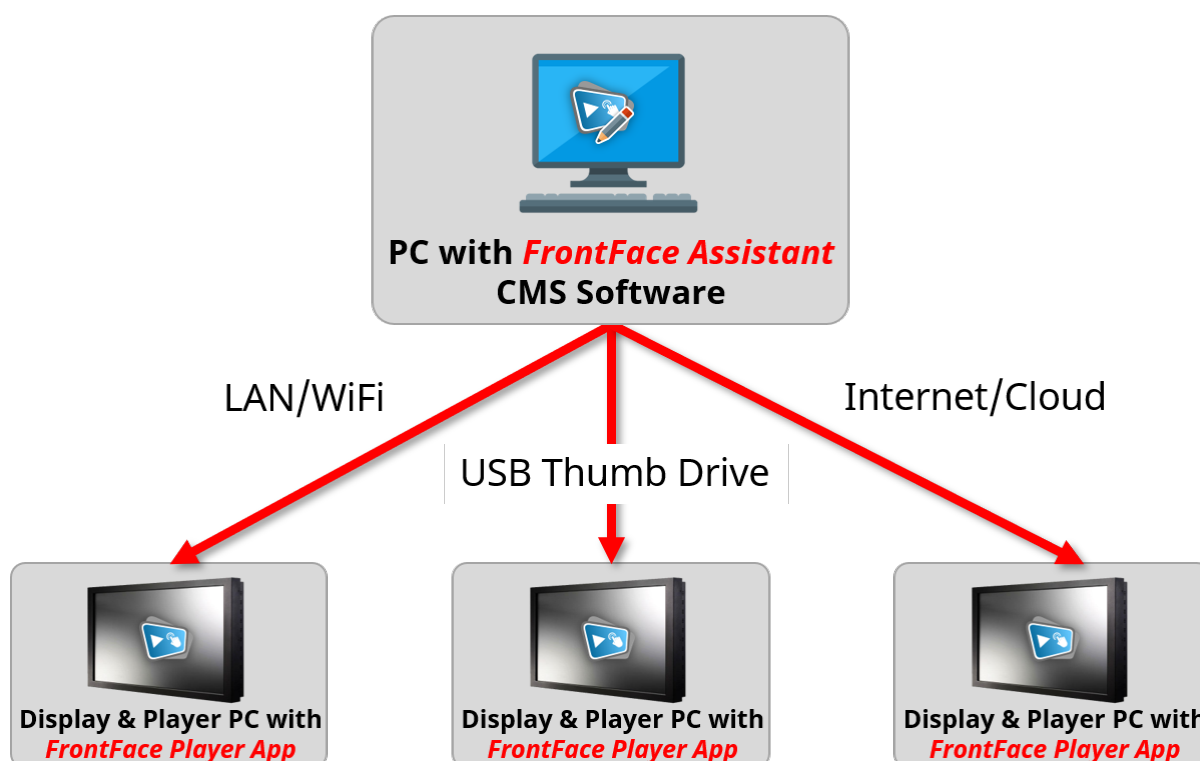 PC with FrontFace Assistant
CMS Software
LAN/WiFi
Internet/Cloud
USB Thumb Drive
Display & Player PC with
FrontFace Player App
Display & Player PC with
FrontFace Player App
Display & Player PC with
FrontFace Player App